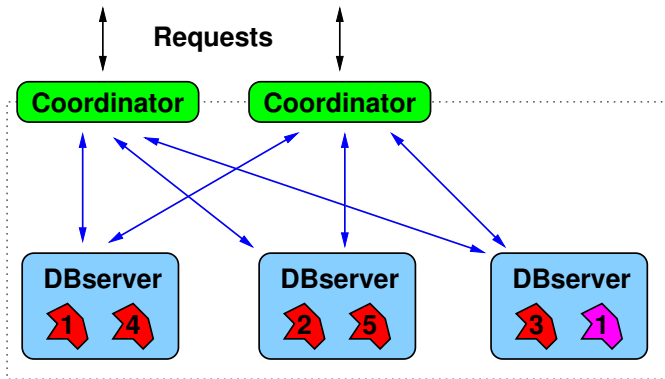 Requests
Coordinator Coordinator
DBserver DBserver DBserver
1 4 2 5 3 1